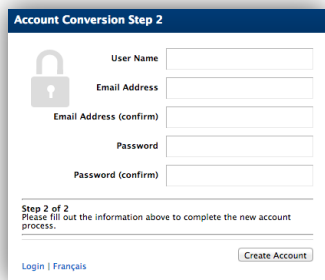 Account Conversion Step 2
User Name
Email Address
Email Address (confirm)
Password
Password (confirm)
Step 2 of 2
Please fill out the information above to complete the new account
process.
Create Account
Login | Français